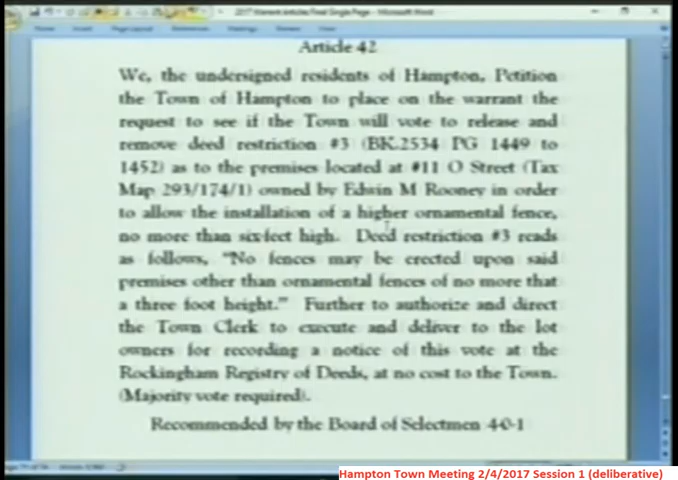 2017 Warrant Articles Final Single Page - Microsoft Word
Article 42
We, the undersigned residents of Hampton, Petition
the Town of Hampton to place on the warrant the
request to see if the Town will vote to release and
remove deed restriction #3 (BK.2534 PG 1449 to
1452) as to the premises located at #11 O Street (Tax
Map 293/174/1) owned by Edwin M Rooney in order
to allow the installation of a higher ornamental fence,
no more than six-feet high. Deed restriction #3 reads
as follows, "No fences may be erected upon said
premises other than ornamental fences of no more that
a three foot height." Further to authorize and direct
the Town Clerk to execute and deliver to the lot
owners for recording a notice of this vote at the
Rockingham Registry of Deeds, at no cost to the Town.
(Majority vote required).
Recommended by the Board of Selectmen 4-0-1
Hampton Town Meeting 2/4/2017 Session 1 (deliberative)